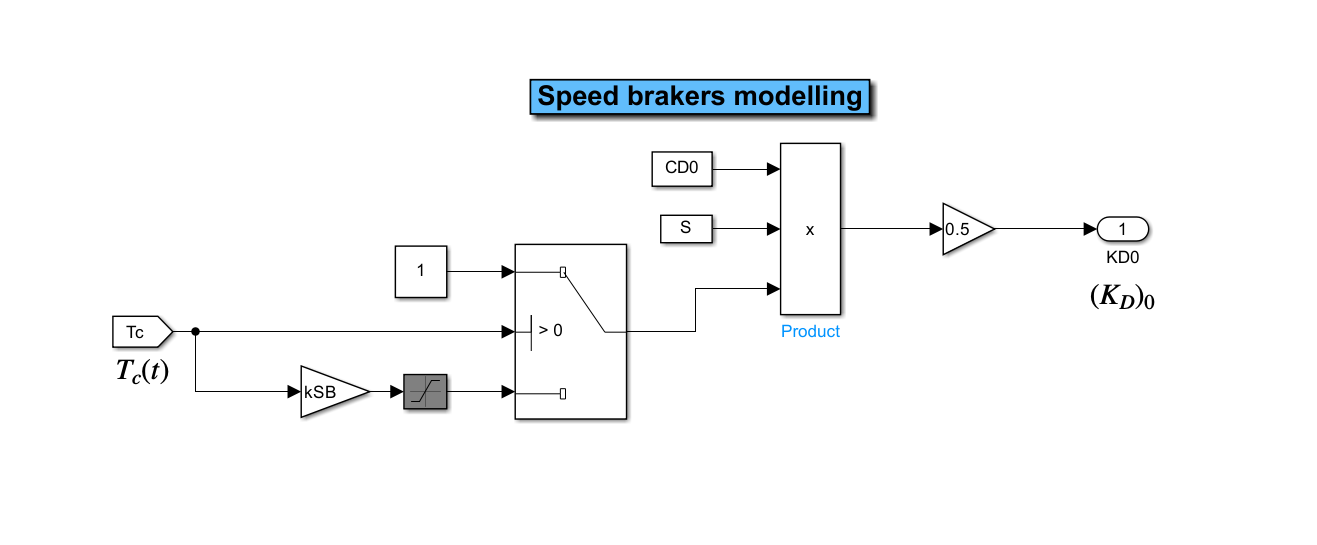 Speed brakers modelling
CD0
S
x
0.5
1
KD0
(K_D)_0
Product
1
> 0
Tc
T_c(t)
kSB